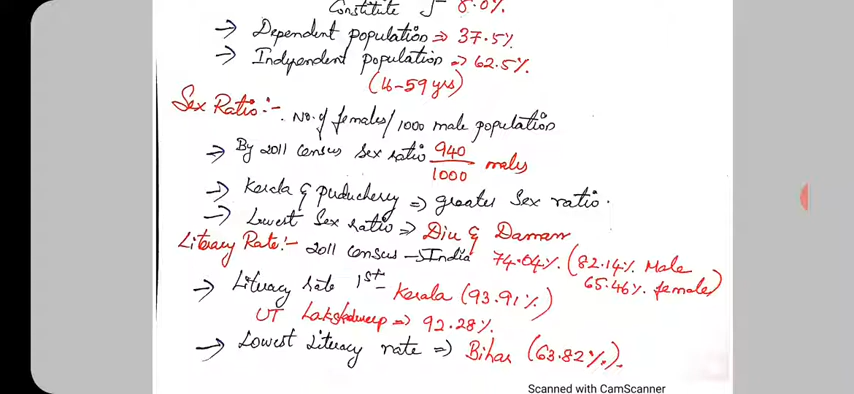 Constitute ⌡ 8.0%
→ Dependent population ⇒ 37.5%
→ Indpendent population ⇒ 62.5%
(16-59 yrs)
Sex Ratio:- No. of females/1000 male population
→ By 2011 census Sex ratio 940/1000 males
→ Kerala & puducherry ⇒ greater Sex ratio.
→ Lowest Sex ratio ⇒ Diu & Daman
Literacy Rate:- 2011 census → India 74.04% (82.14% Male
65.46% female)
→ Literacy rate 1st - Kerala (93.91%)
UT Lakshdweep ⇒ 92.28%
→ Lowest Literacy rate ⇒ Bihar (63.82%).
Scanned with CamScanner